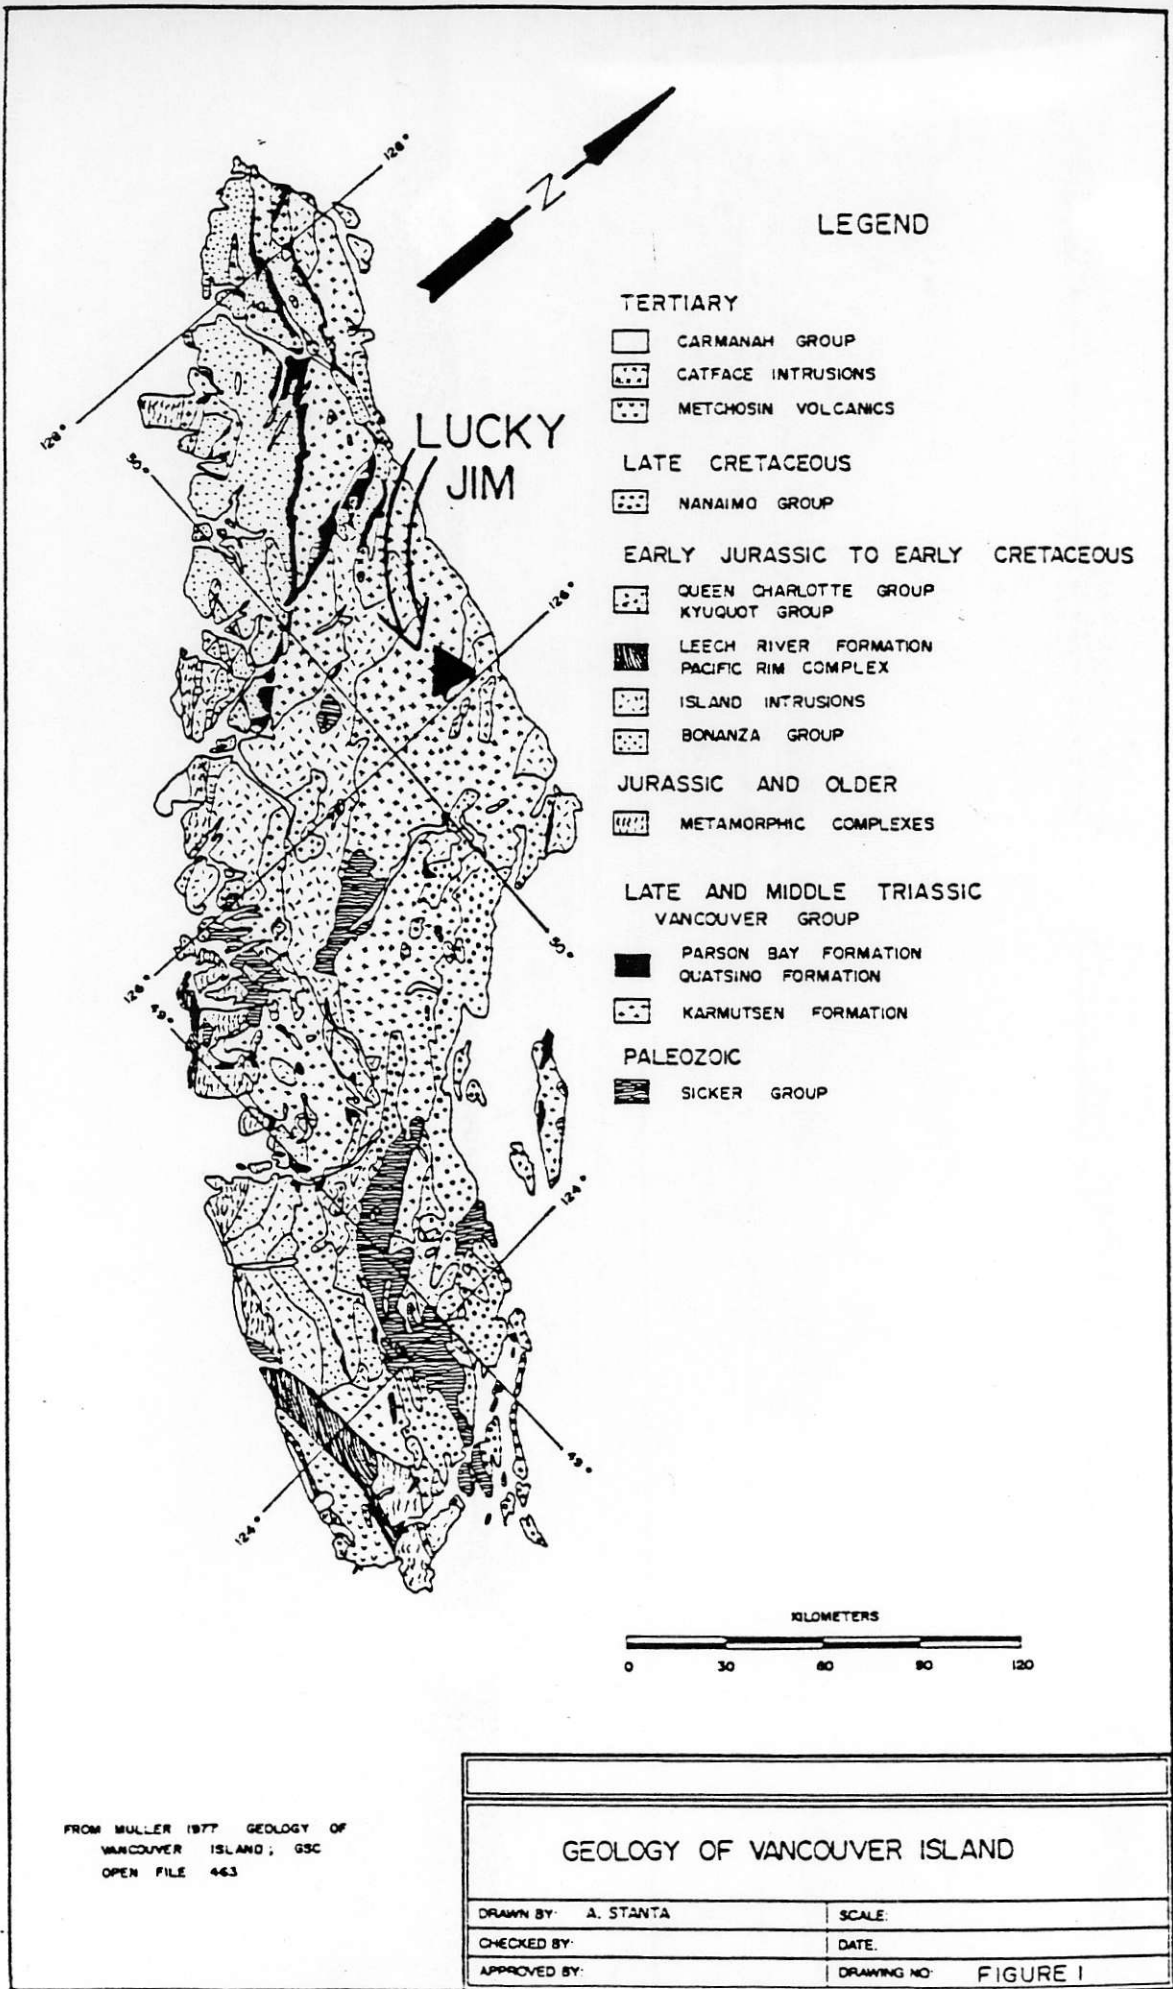 N
LEGEND
TERTIARY
CARMANAH GROUP
CATFACE INTRUSIONS
METCHOSIN VOLCANICS
LATE CRETACEOUS
NANAIMO GROUP
EARLY JURASSIC TO EARLY CRETACEOUS
QUEEN CHARLOTTE GROUP
KYUQUOT GROUP
LEECH RIVER FORMATION
PACIFIC RIM COMPLEX
ISLAND INTRUSIONS
BONANZA GROUP
JURASSIC AND OLDER
METAMORPHIC COMPLEXES
LATE AND MIDDLE TRIASSIC
VANCOUVER GROUP
PARSON BAY FORMATION
QUATSINO FORMATION
KARMUTSEN FORMATION
PALEOZOIC
SICKER GROUP
128°
128°
50°
LUCKY
JIM
126°
50°
126°
49°
124°
49°
124°
KILOMETERS
0 30 60 90 120
FROM MULLER 1977 GEOLOGY OF
VANCOUVER ISLAND; GSC
OPEN FILE 463
GEOLOGY OF VANCOUVER ISLAND
DRAWN BY: A. STANTA
SCALE:
CHECKED BY:
DATE:
APPROVED BY:
DRAWING NO: FIGURE 1